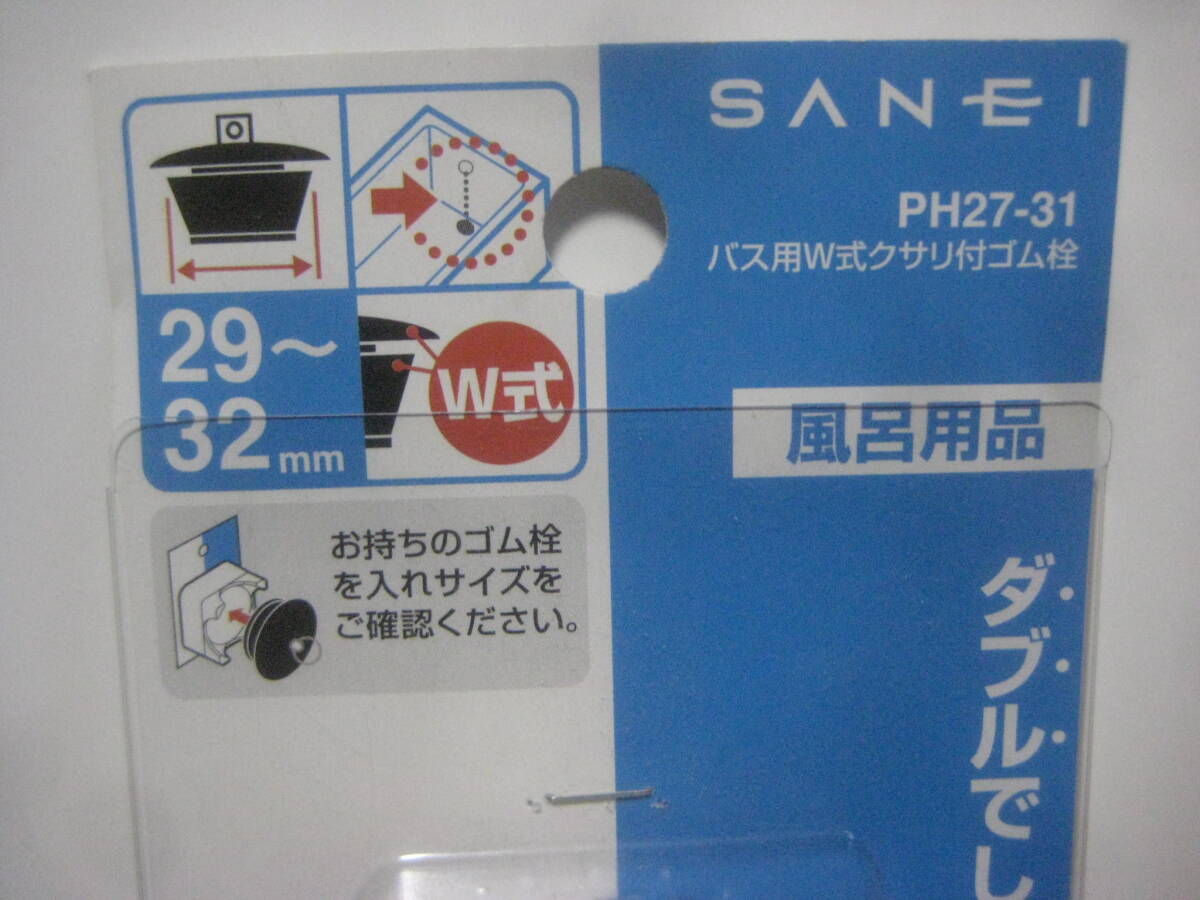 SANEI
PH27-31
バス用W式クサリ付ゴム栓
29〜
32mm
W式
風呂用品
お持ちのゴム栓
を入れサイズを
ご確認ください。
ダブルでし